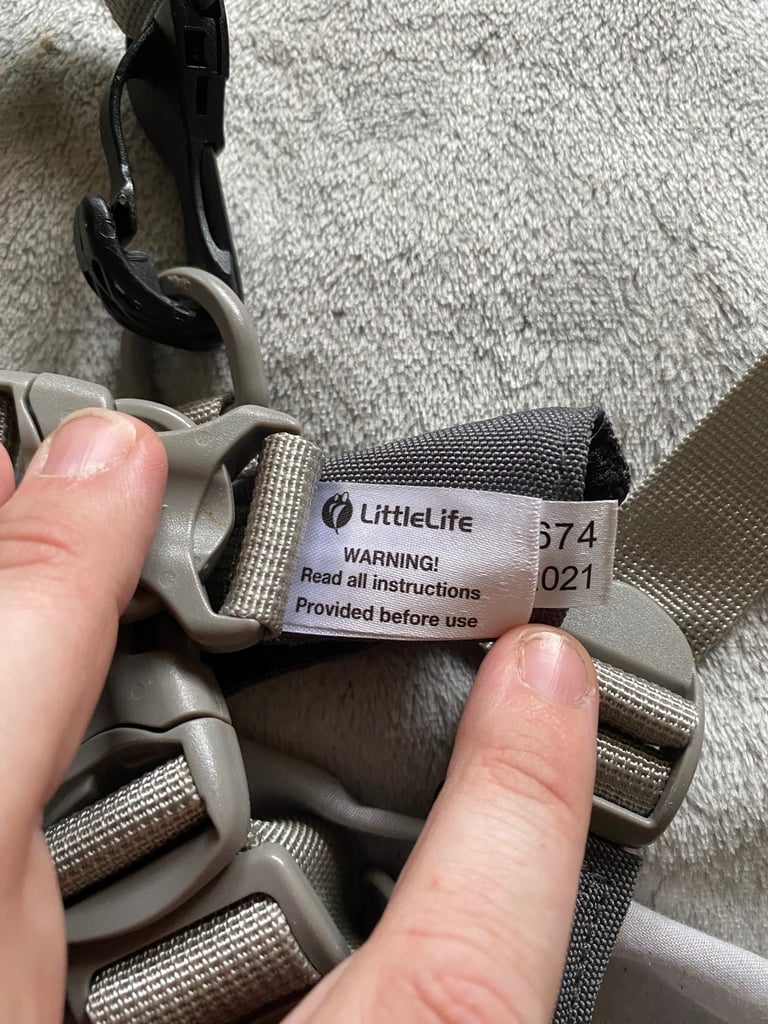 LittleLife
WARNING!
Read all instructions
Provided before use
674
021